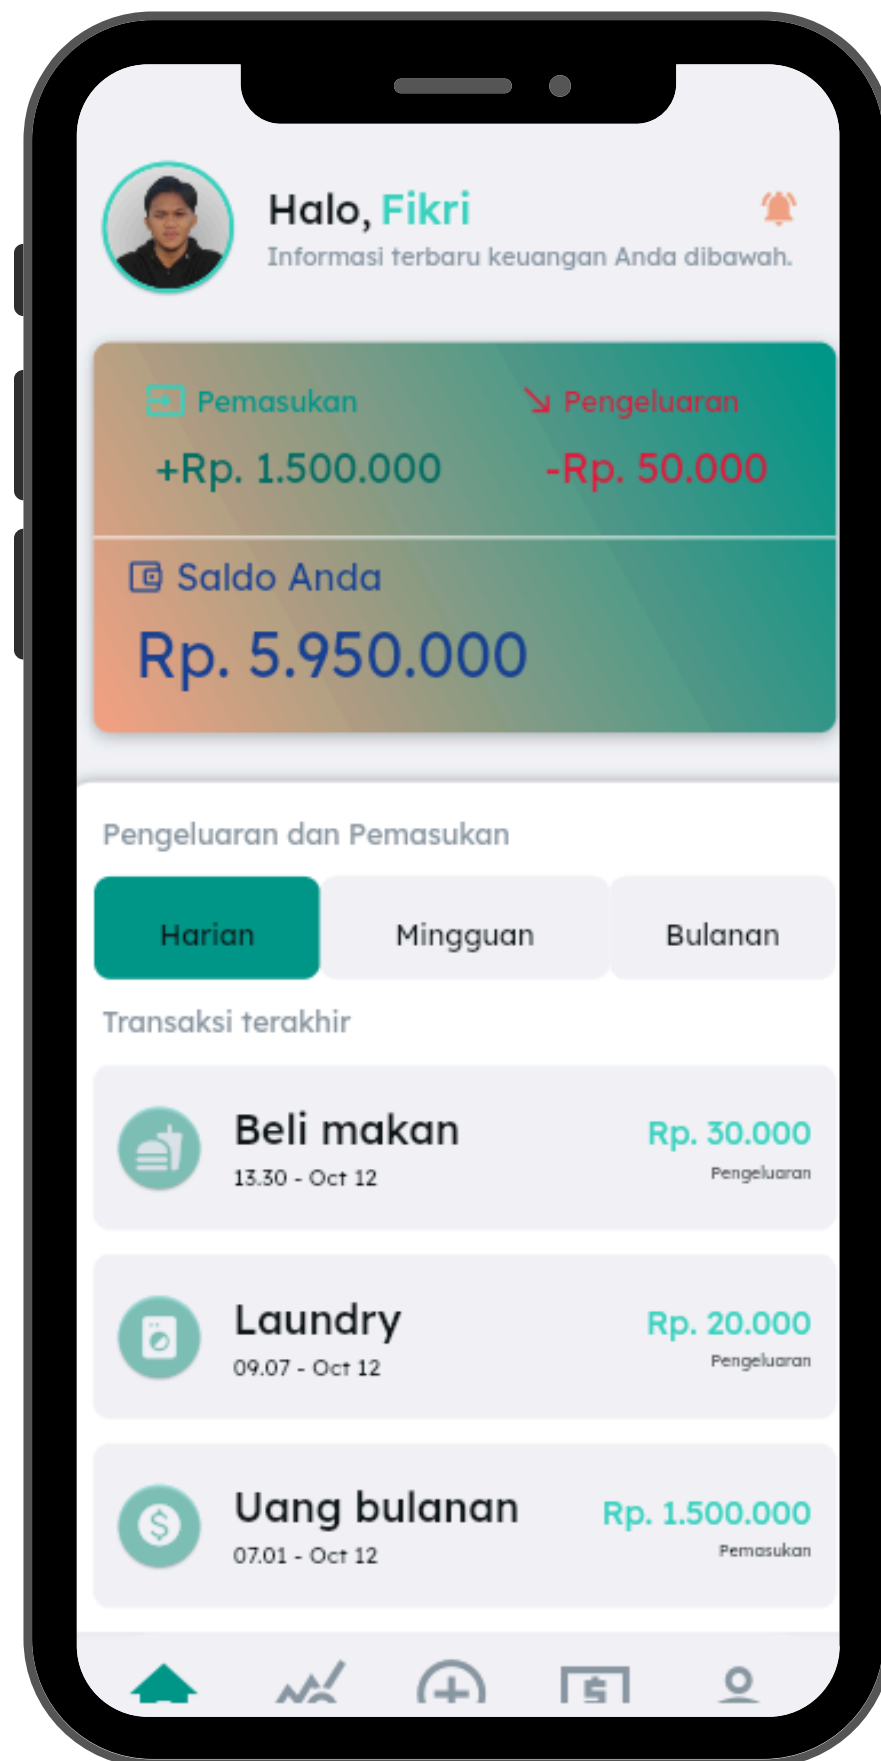 Halo, Fikri
Informasi terbaru keuangan Anda dibawah.
Pemasukan
Pengeluaran
+Rp. 1.500.000
-Rp. 50.000
Saldo Anda
Rp. 5.950.000
Pengeluaran dan Pemasukan
Harian
Mingguan
Bulanan
Transaksi terakhir
Beli makan
Rp. 30.000
13.30 - Oct 12
Pengeluaran
Laundry
Rp. 20.000
09.07 - Oct 12
Pengeluaran
Uang bulanan
Rp. 1.500.000
07.01 - Oct 12
Pemasukan